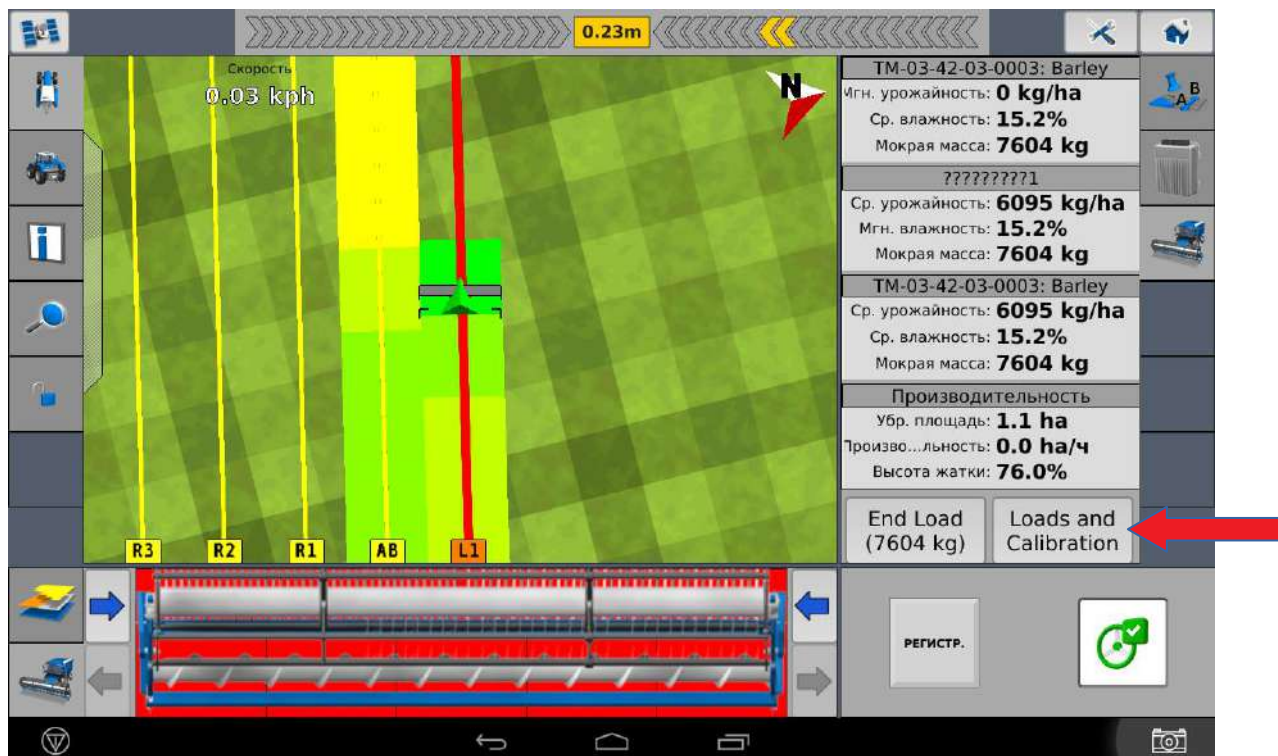 0.23m
Скорость
0.03 kph
N
A B
R3 R2 R1 AB L1
TM-03-42-03-0003: Barley
Мгн. урожайность: 0 kg/ha
Ср. влажность: 15.2%
Мокрая масса: 7604 kg
?????????1
Ср. урожайность: 6095 kg/ha
Мгн. влажность: 15.2%
Мокрая масса: 7604 kg
TM-03-42-03-0003: Barley
Ср. урожайность: 6095 kg/ha
Ср. влажность: 15.2%
Мокрая масса: 7604 kg
Производительность
Убр. площадь: 1.1 ha
Произво...льность: 0.0 ha/ч
Высота жатки: 76.0%
End Load
(7604 kg)
Loads and
Calibration
РЕГИСТР.